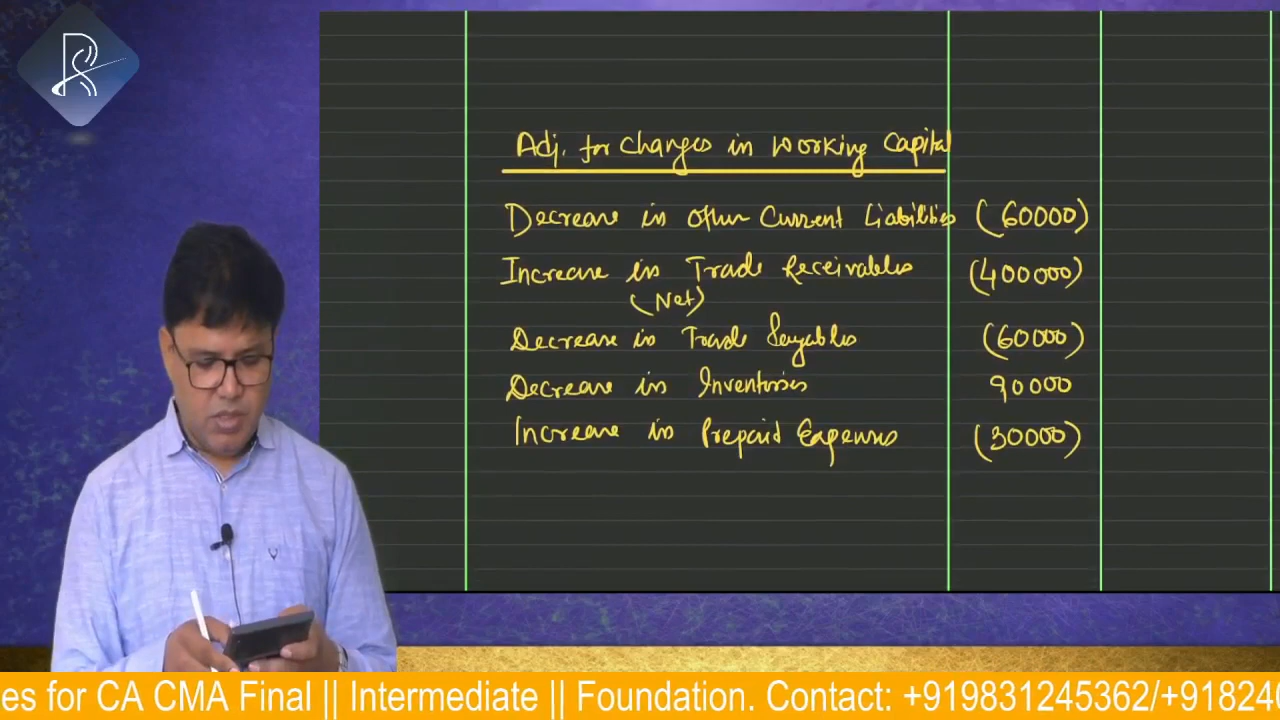 RS
Adj. for changes in Working Capital
Decrease in Other Current Liabilities (60000)
Increase in Trade Receivables (400000)
(Net)
Decrease in Trade Payables (60000)
Decrease in Inventories 90000
Increase in Prepaid Expenses (30000)
es for CA CMA Final || Intermediate || Foundation. Contact: +919831245362/+91824